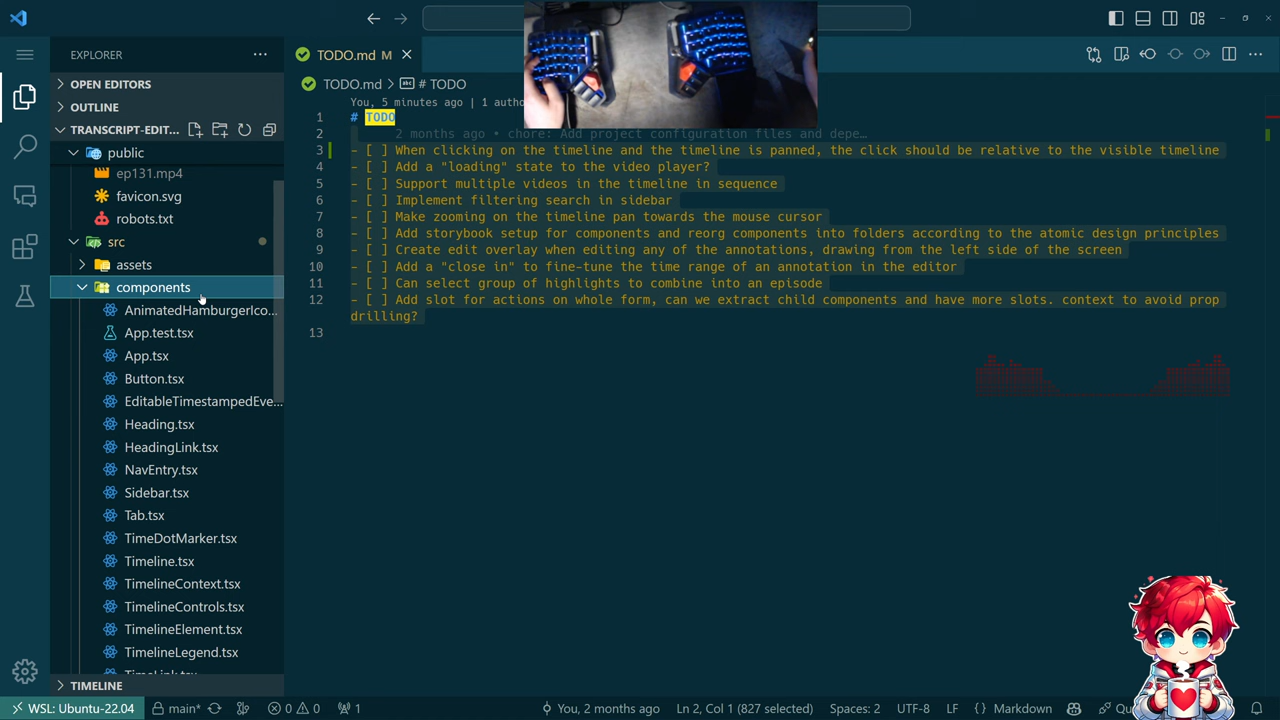 EXPLORER
OPEN EDITORS
OUTLINE
TRANSCRIPT-EDIT...
public
ep131.mp4
favicon.svg
robots.txt
src
assets
components
AnimatedHamburgerIco...
App.test.tsx
App.tsx
Button.tsx
EditableTimestampedEve...
Heading.tsx
HeadingLink.tsx
NavEntry.tsx
Sidebar.tsx
Tab.tsx
TimeDotMarker.tsx
Timeline.tsx
TimelineContext.tsx
TimelineControls.tsx
TimelineElement.tsx
TimelineLegend.tsx
TIMELINE
TODO.md M
TODO.md > # TODO
You, 5 minutes ago | 1 autho
1 # TODO
2 2 months ago • chore: Add project configuration files and depe…
3 - [ ] When clicking on the timeline and the timeline is panned, the click should be relative to the visible timeline
4 - [ ] Add a "loading" state to the video player?
5 - [ ] Support multiple videos in the timeline in sequence
6 - [ ] Implement filtering search in sidebar
7 - [ ] Make zooming on the timeline pan towards the mouse cursor
8 - [ ] Add storybook setup for components and reorg components into folders according to the atomic design principles
9 - [ ] Create edit overlay when editing any of the annotations, drawing from the left side of the screen
10 - [ ] Add a "close in" to fine-tune the time range of an annotation in the editor
11 - [ ] Can select group of highlights to combine into an episode
12 - [ ] Add slot for actions on whole form, can we extract child components and have more slots. context to avoid prop
drilling?
13
WSL: Ubuntu-22.04 main* 0 0 1 You, 2 months ago Ln 2, Col 1 (827 selected) Spaces: 2 UTF-8 LF {} Markdown